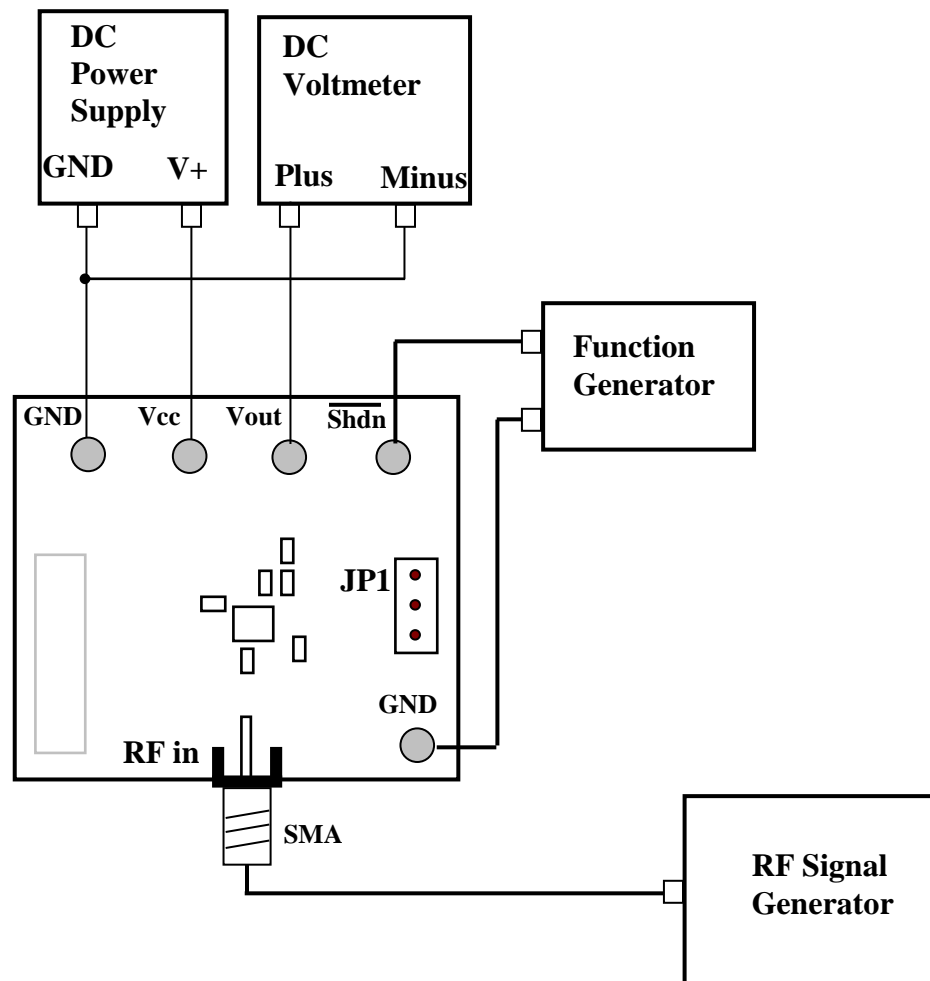 DC
Power
Supply
GND V+
DC
Voltmeter
Plus Minus
Function
Generator
GND Vcc Vout Shdn
JP1
GND
RF in
SMA
RF Signal
Generator